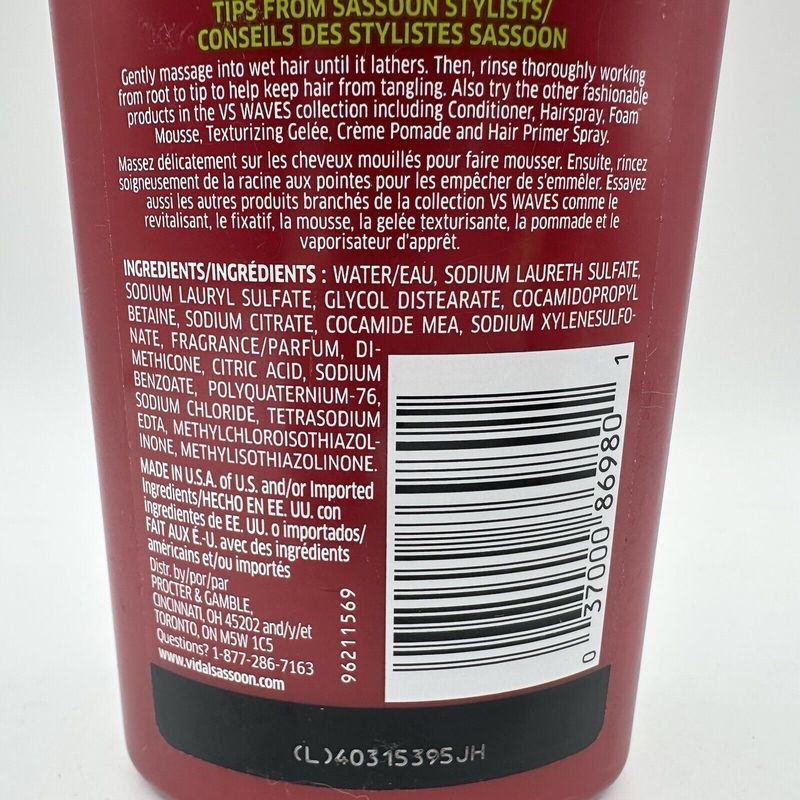 TIPS FROM SASSOON STYLISTS/
CONSEILS DES STYLISTES SASSOON
Gently massage into wet hair until it lathers. Then, rinse thoroughly working
from root to tip to help keep hair from tangling. Also try the other fashionable
products in the VS WAVES collection including Conditioner, Hairspray, Foam
Mousse, Texturizing Gelée, Crème Pomade and Hair Primer Spray.
Massez délicatement sur les cheveux mouillés pour faire mousser. Ensuite, rincez
soigneusement de la racine aux pointes pour les empêcher de s'emmêler. Essayez
aussi les autres produits branchés de la collection VS WAVES comme le
revitalisant, le fixatif, la mousse, la gelée texturisante, la pommade et le
vaporisateur d'apprêt.
INGREDIENTS/INGRÉDIENTS : WATER/EAU, SODIUM LAURETH SULFATE,
SODIUM LAURYL SULFATE, GLYCOL DISTEARATE, COCAMIDOPROPYL
BETAINE, SODIUM CITRATE, COCAMIDE MEA, SODIUM XYLENESULFO-
NATE, FRAGRANCE/PARFUM, DI-
METHICONE, CITRIC ACID, SODIUM
BENZOATE, POLYQUATERNIUM-76,
SODIUM CHLORIDE, TETRASODIUM
EDTA, METHYLCHLOROISOTHIAZOL-
INONE, METHYLISOTHIAZOLINONE.
MADE IN U.S.A. of U.S. and/or Imported
Ingredients/HECHO EN EE. UU. con
ingredientes de EE. UU. o importados/
FAIT AUX É.-U. avec des ingrédients
américains et/ou importés
Distr. by/por/par
PROCTER & GAMBLE,
CINCINNATI, OH 45202 and/y/et
TORONTO, ON M5W 1C5
Questions? 1-877-286-7163
www.vidalsassoon.com
96211569
0 37000 86980 1
(L)40315395JH